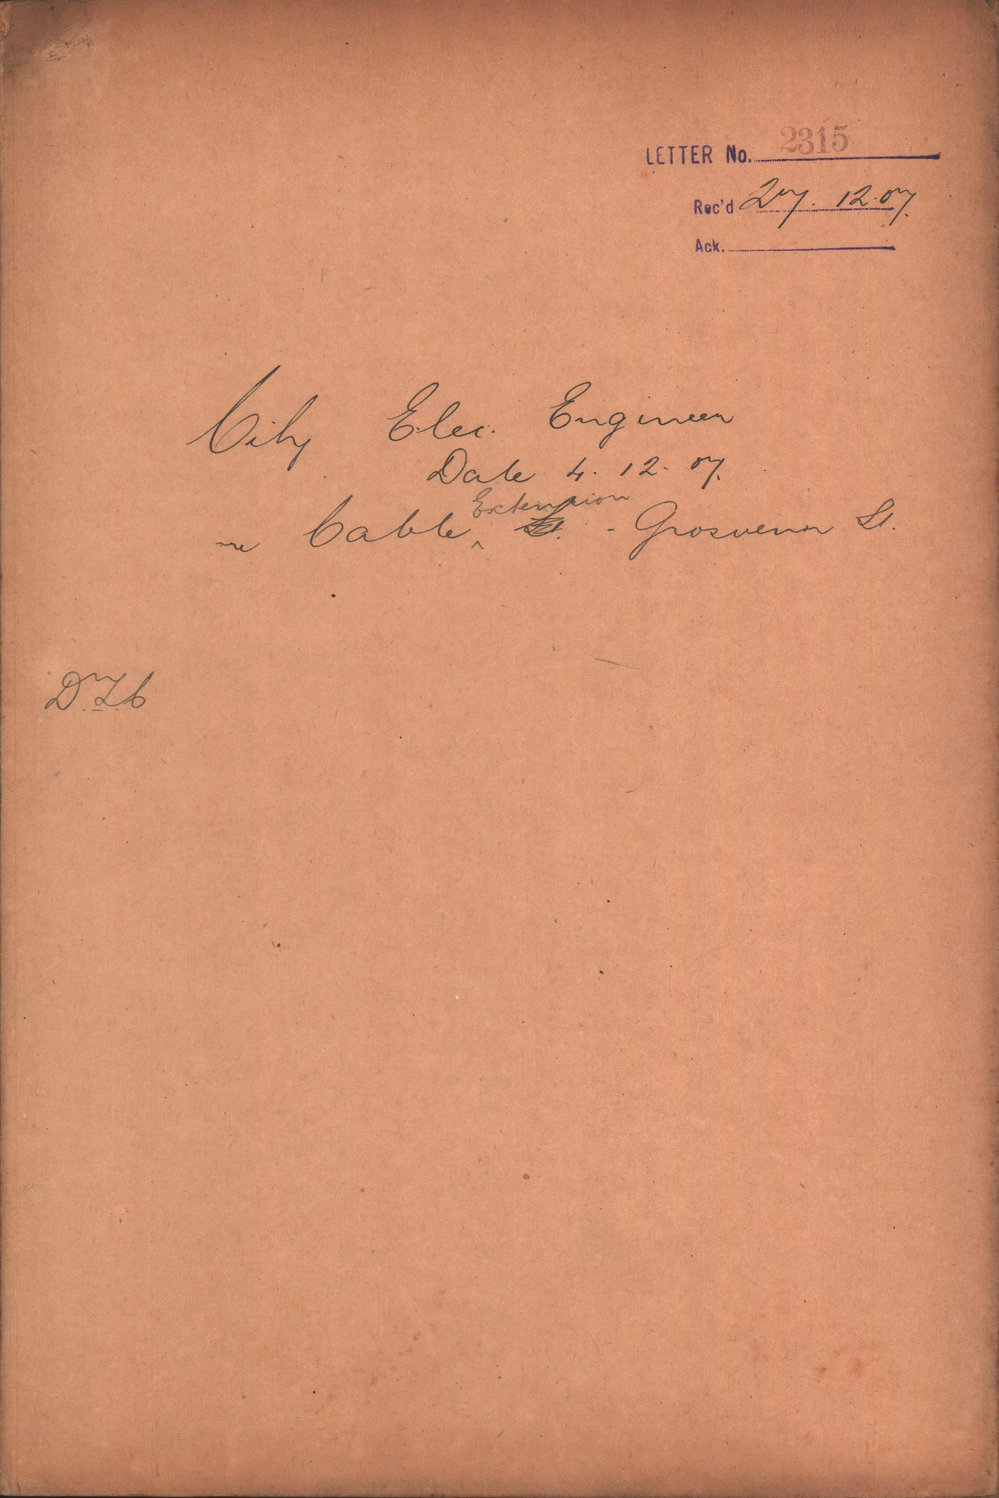 LETTER No. 2315
Rec'd 27. 12.07.
Ack.
City Elec. Engineer
Date 4. 12. 07.
re Cable Extension St. - Grosvenor St.